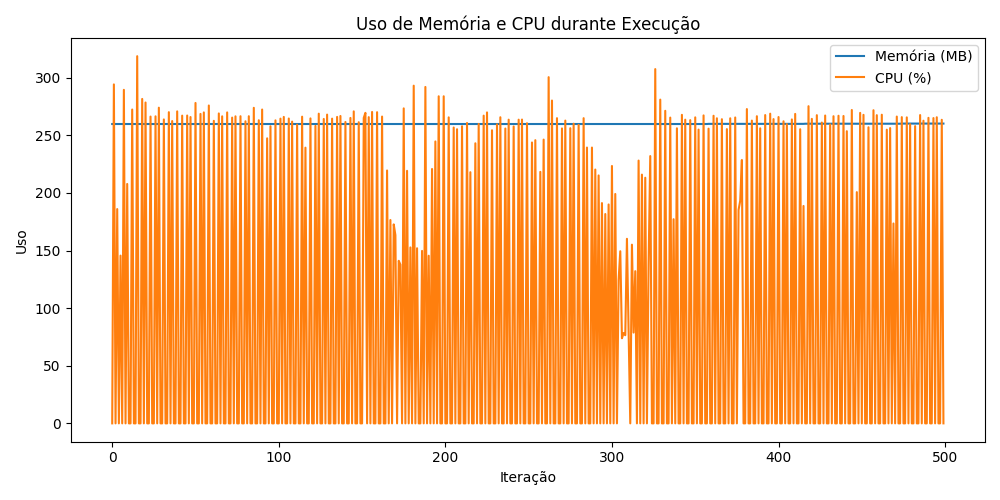 Uso de Memória e CPU durante Execução
Memória (MB)
CPU (%)
Uso
300
250
200
150
100
50
0
0 100 200 300 400 500
Iteração